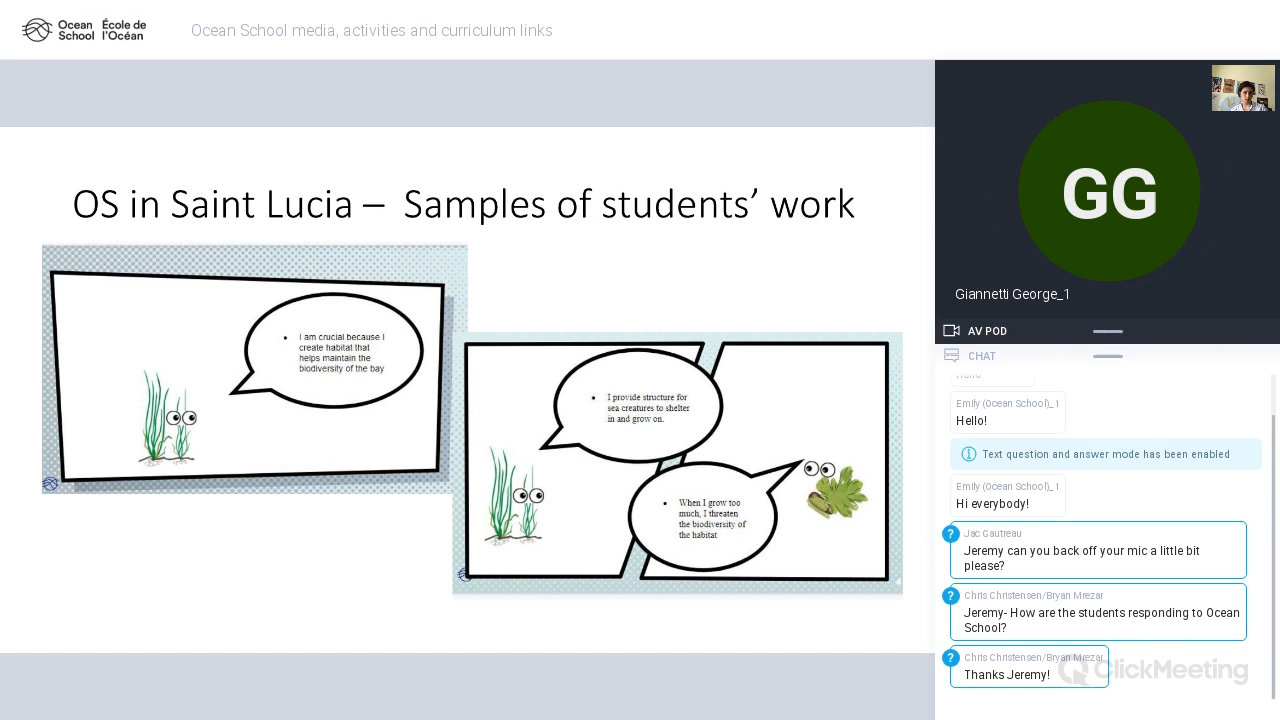 Ocean École de
School l'Océan
Ocean School media, activities and curriculum links
OS in Saint Lucia – Samples of students' work
• I am crucial because I
create habitat that
helps maintain the
biodiversity of the bay
• I provide structure for
sea creatures to shelter
in and grow on.
• When I grow too
much, I threaten
the biodiversity of
the habitat
GG
Giannetti George_1
AV POD
CHAT
Hello
Emily (Ocean School)_1
Hello!
Text question and answer mode has been enabled
Emily (Ocean School)_1
Hi everybody!
? Jac Gautreau
Jeremy can you back off your mic a little bit
please?
? Chris Christensen/Bryan Mrezar
Jeremy- How are the students responding to Ocean
School?
? Chris Christensen/Bryan Mrezar
Thanks Jeremy!
ClickMeeting